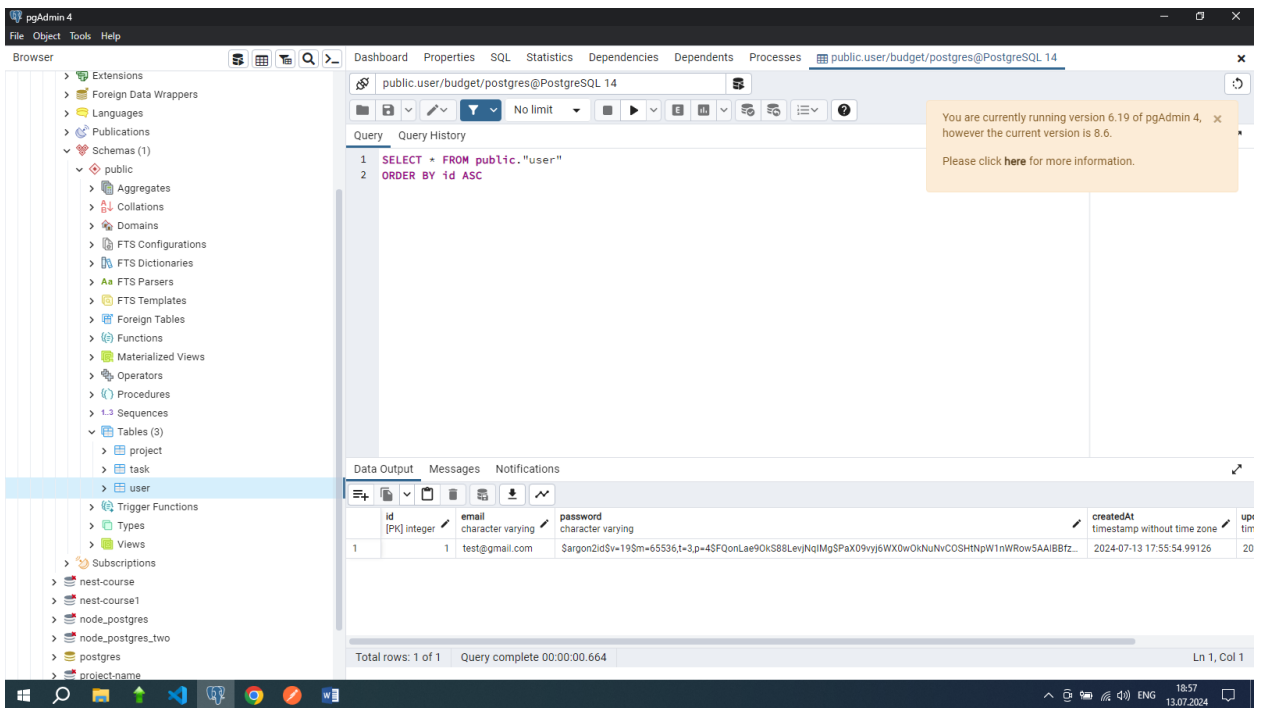 pgAdmin 4
File Object Tools Help
Browser
Dashboard Properties SQL Statistics Dependencies Dependents Processes public.user/budget/postgres@PostgreSQL 14
Extensions
Foreign Data Wrappers
Languages
Publications
Schemas (1)
public
Aggregates
Collations
Domains
FTS Configurations
FTS Dictionaries
Aa FTS Parsers
FTS Templates
Foreign Tables
Functions
Materialized Views
Operators
Procedures
1..3 Sequences
Tables (3)
project
task
user
Trigger Functions
Types
Views
Subscriptions
nest-course
nest-course1
node_postgres
node_postgres_two
postgres
project-name
public.user/budget/postgres@PostgreSQL 14
No limit
E
Query Query History
1 SELECT * FROM public."user"
2 ORDER BY id ASC
You are currently running version 6.19 of pgAdmin 4,
however the current version is 8.6.
Please click here for more information.
Data Output Messages Notifications
id email password createdAt
[PK] integer character varying character varying timestamp without time zone
1 1 test@gmail.com 2024-07-13 17:55:54.99126
Total rows: 1 of 1 Query complete 00:00:00.664 Ln 1, Col 1
ENG
18:57
13.07.2024